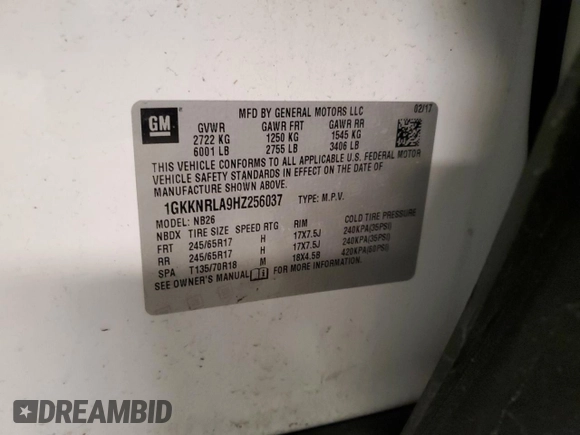 GM
MFD BY GENERAL MOTORS LLC 02/17
GVWR GAWR FRT GAWR RR
2722 KG 1250 KG 1545 KG
6001 LB 2755 LB 3406 LB
THIS VEHICLE CONFORMS TO ALL APPLICABLE U.S. FEDERAL MOTOR
VEHICLE SAFETY STANDARDS IN EFFECT ON THE DATE OF
MANUFACTURE SHOWN ABOVE.
1GKKNRLA9HZ256037 TYPE: M.P.V.
MODEL: NB26
NBDX TIRE SIZE SPEED RTG RIM COLD TIRE PRESSURE
FRT 245/65R17 H 17X7.5J 240KPA(35PSI)
RR 245/65R17 H 17X7.5J 240KPA(35PSI)
SPA T135/70R18 M 18X4.5B 420KPA(60PSI)
SEE OWNER'S MANUAL FOR MORE INFORMATION.
DREAMBID